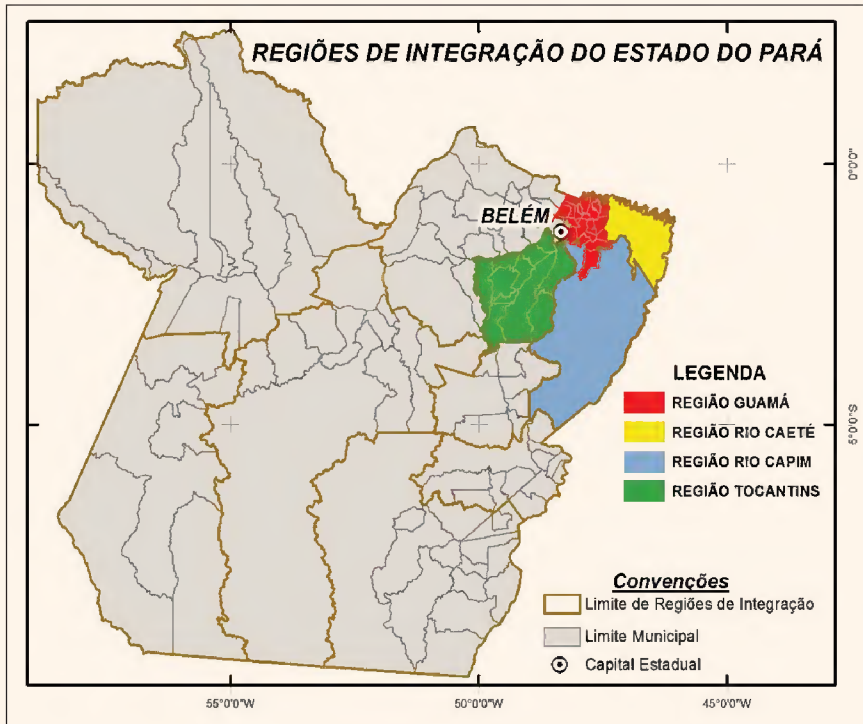 REGIÕES DE INTEGRAÇÃO DO ESTADO DO PARÁ
0°0'0"
BELÉM
LEGENDA
REGIÃO GUAMÁ
REGIÃO RIO CAETÉ
5°0'0"S
REGIÃO RIO CAPIM
REGIÃO TOCANTINS
Convenções
Limite de Regiões de Integração
Limite Municipal
Capital Estadual
55°0'0"W
50°0'0"W
45°0'0"W